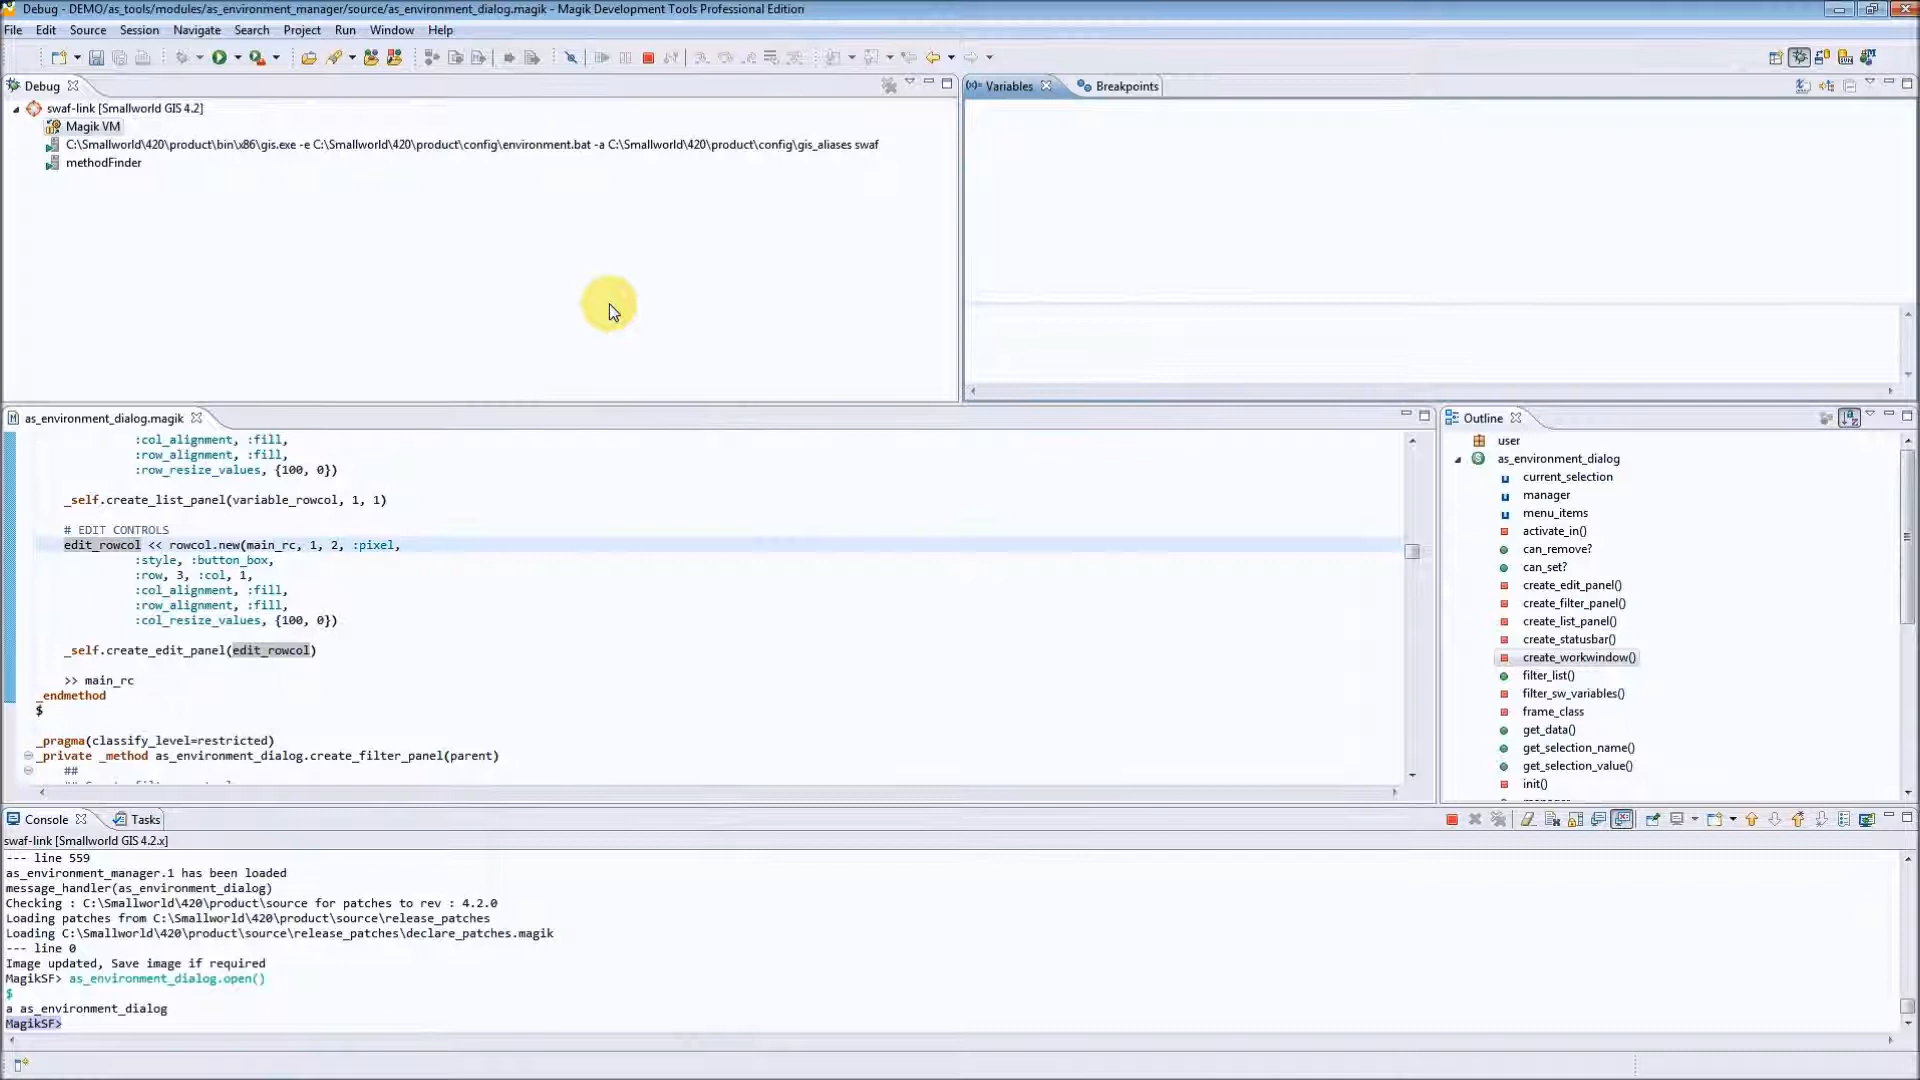 Debug - DEMO/as_tools/modules/as_environment_manager/source/as_environment_dialog.magik - Magik Development Tools Professional Edition
File Edit Source Session Navigate Search Project Run Window Help
Debug
swaf-link [Smallworld GIS 4.2]
Magik VM
C:\Smallworld\420\product\bin\x86\gis.exe -e C:\Smallworld\420\product\config\environment.bat -a C:\Smallworld\420\product\config\gis_aliases swaf
methodFinder
Variables Breakpoints
as_environment_dialog.magik
:col_alignment, :fill,
:row_alignment, :fill,
:row_resize_values, {100, 0})
_self.create_list_panel(variable_rowcol, 1, 1)
# EDIT CONTROLS
edit_rowcol << rowcol.new(main_rc, 1, 2, :pixel,
:style, :button_box,
:row, 3, :col, 1,
:col_alignment, :fill,
:row_alignment, :fill,
:col_resize_values, {100, 0})
_self.create_edit_panel(edit_rowcol)
>> main_rc
_endmethod
$
_pragma(classify_level=restricted)
_private _method as_environment_dialog.create_filter_panel(parent)
##
Outline
user
as_environment_dialog
current_selection
manager
menu_items
activate_in()
can_remove?
can_set?
create_edit_panel()
create_filter_panel()
create_list_panel()
create_statusbar()
create_workwindow()
filter_list()
filter_sw_variables()
frame_class
get_data()
get_selection_name()
get_selection_value()
init()
Console Tasks
swaf-link [Smallworld GIS 4.2.x]
--- line 559
as_environment_manager.1 has been loaded
message_handler(as_environment_dialog)
Checking : C:\Smallworld\420\product\source for patches to rev : 4.2.0
Loading patches from C:\Smallworld\420\product\source\release_patches
Loading C:\Smallworld\420\product\source\release_patches\declare_patches.magik
--- line 0
Image updated, Save image if required
MagikSF> as_environment_dialog.open()
$
a as_environment_dialog
MagikSF>